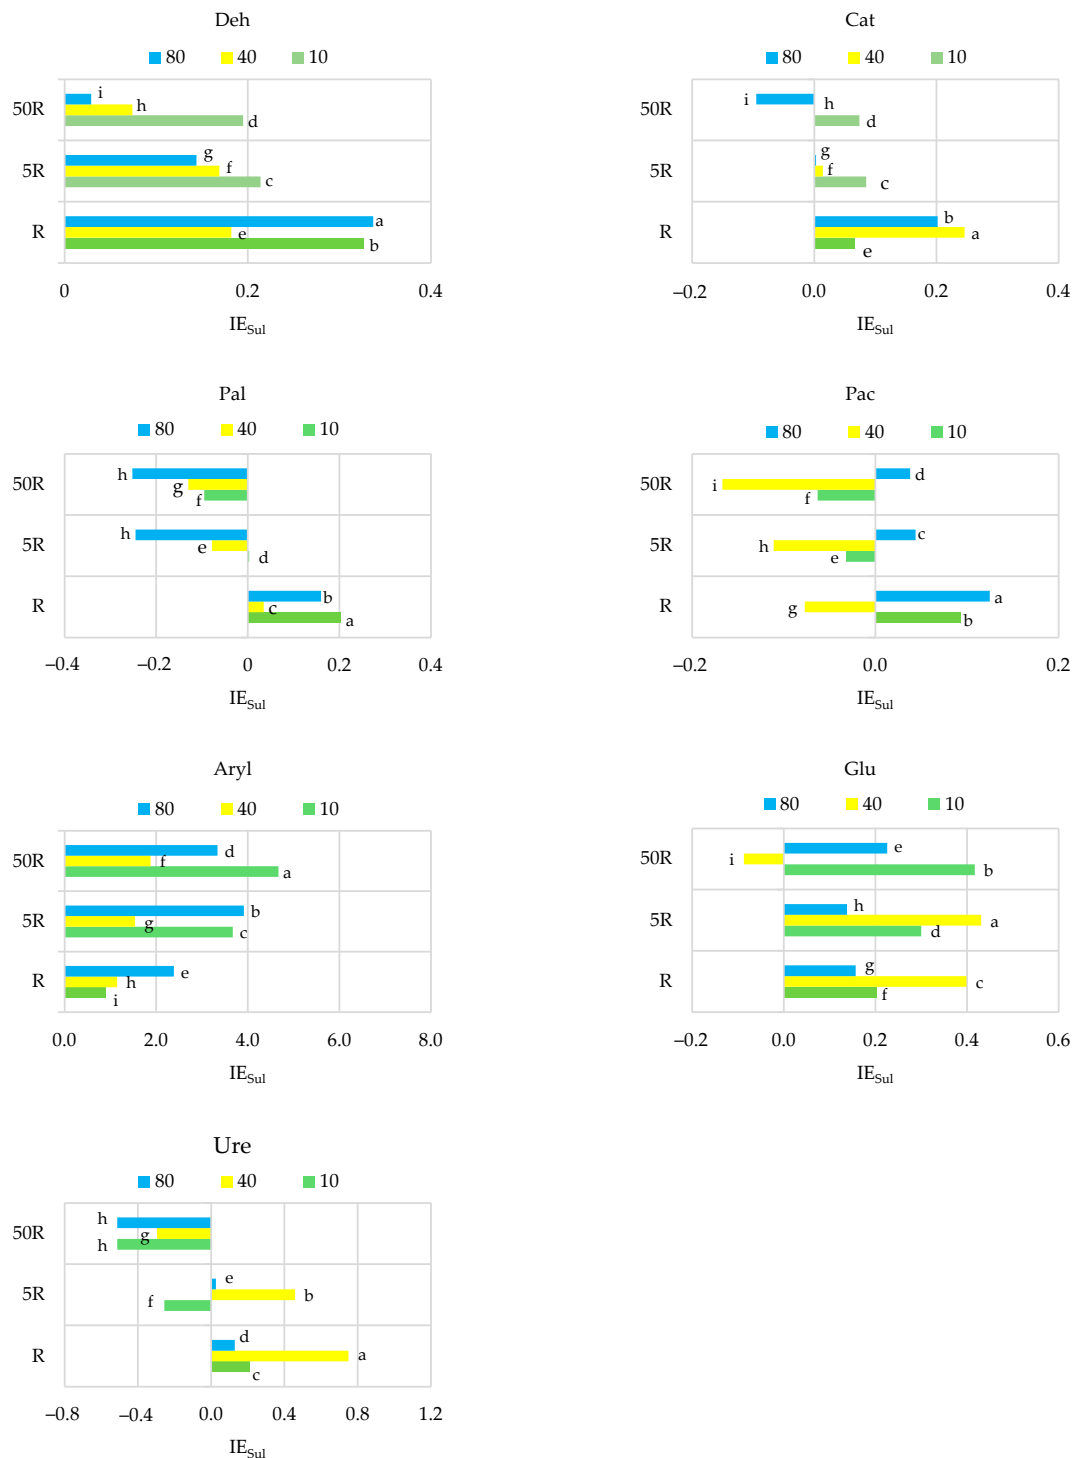 Deh
80 40 10
50R
i
h
d
5R
g
f
c
R
a
e
b
0 0.2 0.4
IESul
Cat
80 40 10
50R
i h
d
5R
g
f
c
R
b
a
e
−0.2 0.0 0.2 0.4
IESul
Pal
80 40 10
50R
h
g
f
5R
h
e
d
R
b
c
a
−0.4 −0.2 0 0.2 0.4
IESul
Pac
80 40 10
50R
d
i
f
5R
c
h
e
R
a
g
b
−0.2 0.0 0.2
IESul
Aryl
80 40 10
50R
d
f
a
5R
b
g
c
R
e
h
i
0.0 2.0 4.0 6.0 8.0
IESul
Glu
80 40 10
50R
e
i
b
5R
h
a
d
R
g
c
f
−0.2 0.0 0.2 0.4 0.6
IESul
Ure
80 40 10
50R
h
g
h
5R
e
b
f
R
d
a
c
−0.8 −0.4 0.0 0.4 0.8 1.2
IESul